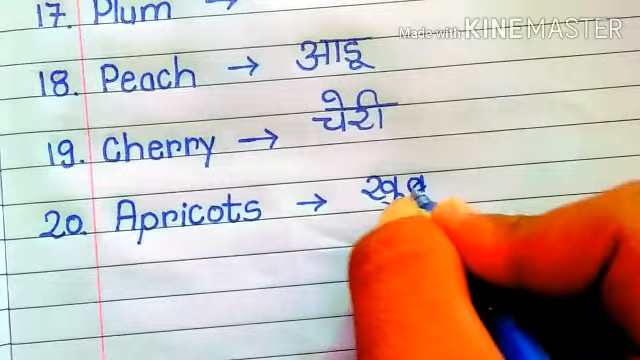 Made with KINEMASTER
17. Plum →
18. Peach → आडू
19. Cherry → चेरी
20. Apricots → खुब